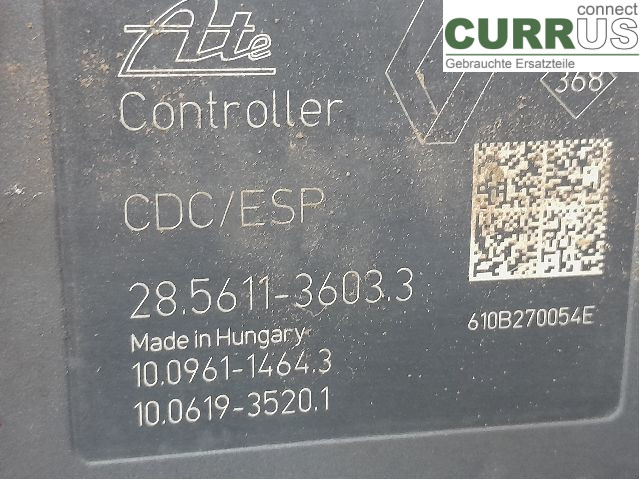 connect
CURRUS
Gebrauchte Ersatzteile
Ate
368
Controller
CDC/ESP
28.5611-3603.3
610B270054E
Made in Hungary
10.0961-1464.3
10.0619-3520.1